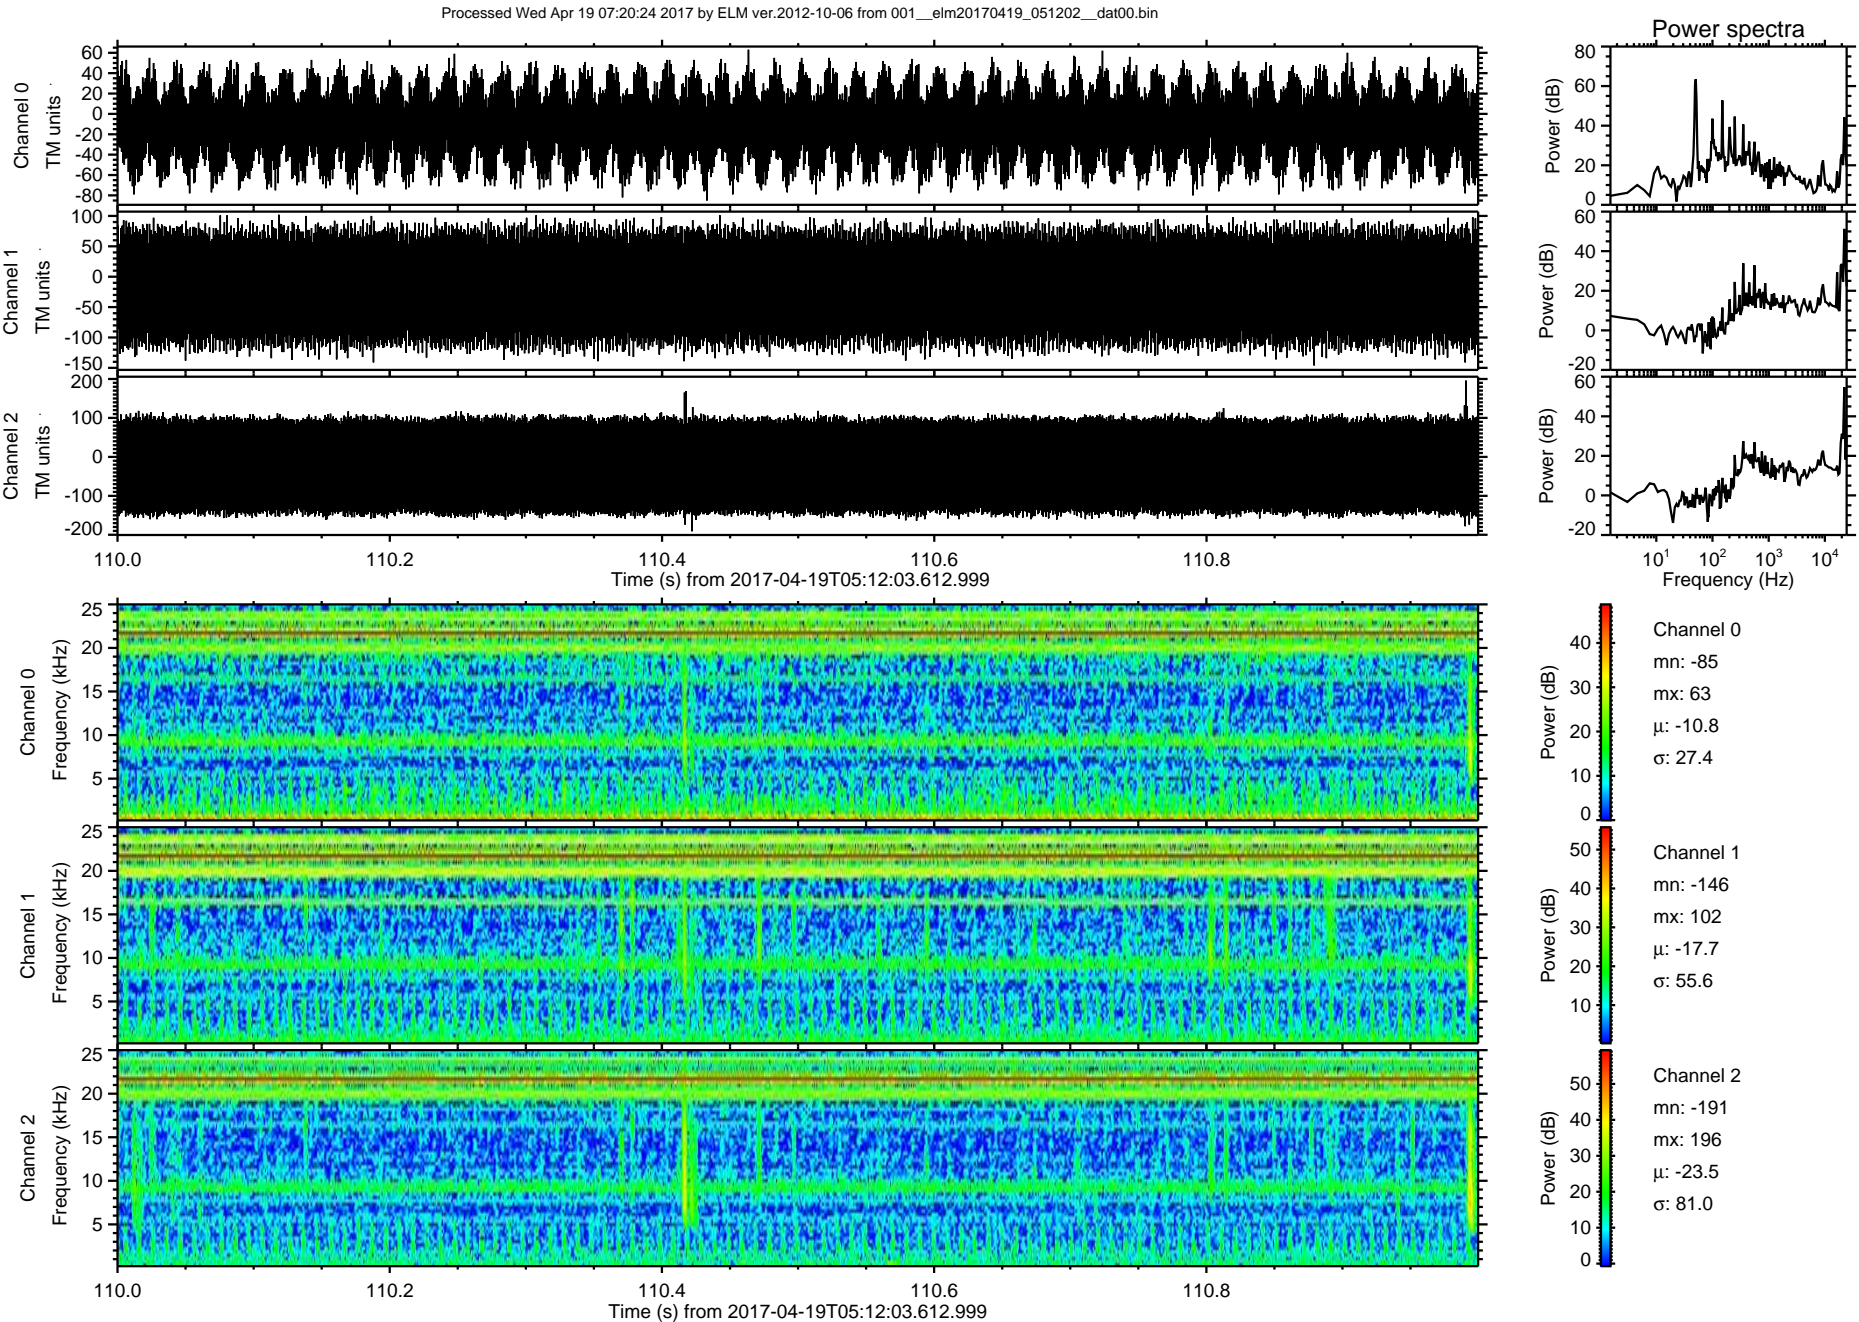 Processed Wed Apr 19 07:20:24 2017 by ELM ver.2012-10-06 from 001__elm20170419_051202__dat00.bin
Power spectra
Channel 0
TM units
60
40
20
0
-20
-40
-60
-80
Power (dB)
80
60
40
20
0
Channel 1
TM units
100
50
0
-50
-100
-150
Power (dB)
60
40
20
0
-20
Channel 2
TM units
200
100
0
-100
-200
Power (dB)
60
40
20
0
-20
110.0 110.2 110.4 110.6 110.8
Time (s) from 2017-04-19T05:12:03.612.999
10¹ 10² 10³ 10⁴
Frequency (Hz)
Channel 0
Frequency (kHz)
25
20
15
10
5
Power (dB)
40
30
20
10
0
Channel 0
mn: -85
mx: 63
μ: -10.8
σ: 27.4
Channel 1
Frequency (kHz)
25
20
15
10
5
Power (dB)
50
40
30
20
10
Channel 1
mn: -146
mx: 102
μ: -17.7
σ: 55.6
Channel 2
Frequency (kHz)
25
20
15
10
5
Power (dB)
50
40
30
20
10
0
Channel 2
mn: -191
mx: 196
μ: -23.5
σ: 81.0
110.0 110.2 110.4 110.6 110.8
Time (s) from 2017-04-19T05:12:03.612.999